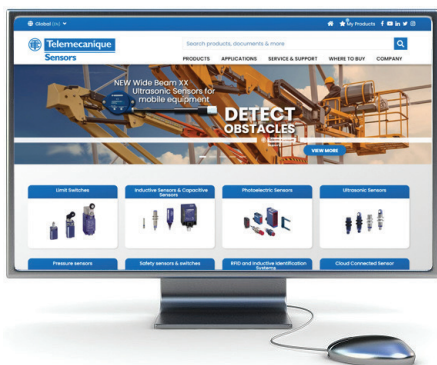 Global (EN)
My Products
Telemecanique
Sensors
Search products, documents & more
PRODUCTS APPLICATIONS SERVICE & SUPPORT WHERE TO BUY COMPANY
NEW Wide Beam XX
Ultrasonic Sensors for
mobile equipment
DETECT
OBSTACLES
VIEW MORE
Limit Switches
Inductive Sensors & Capacitive
Sensors
Photoelectric Sensors
Ultrasonic Sensors
Pressure sensors
Safety sensors & switches
RFID and Inductive Identification
Systems
Cloud Connected Sensor